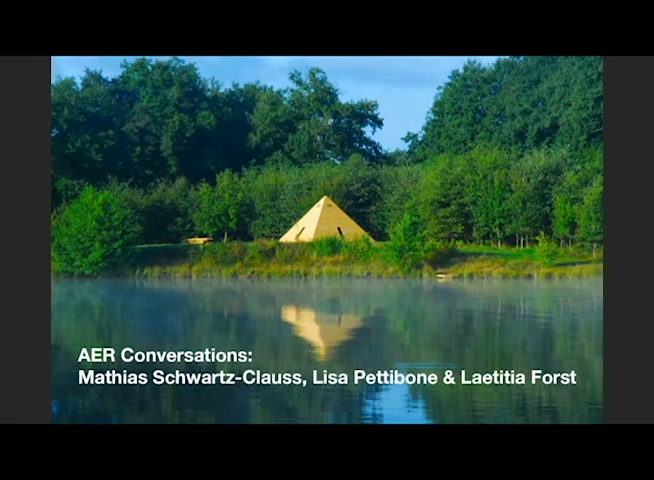 AER Conversations:
Mathias Schwartz-Clauss, Lisa Pettibone & Laetitia Forst